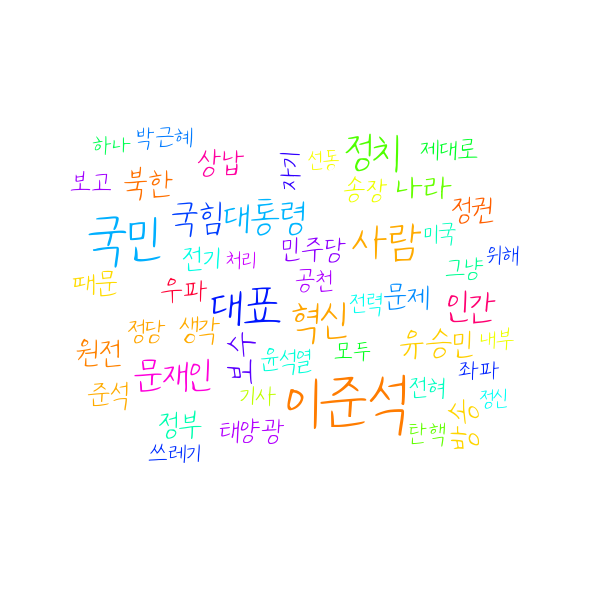 하나 박근혜 상납 자기 선동 정치 제대로
보고 북한 송장 나라 정권
국민 국힘 대통령 민주당 사람 미국
때문 전기 처리 공천 그냥 위해
우파 대표 혁신 전력 문제 인간
원전 정당 생각 보수 윤석열 모두 유승민 내부
준석 문재인 기사 이준석 전혀 좌파 정신
정부 태양광 탄핵 방송
쓰레기